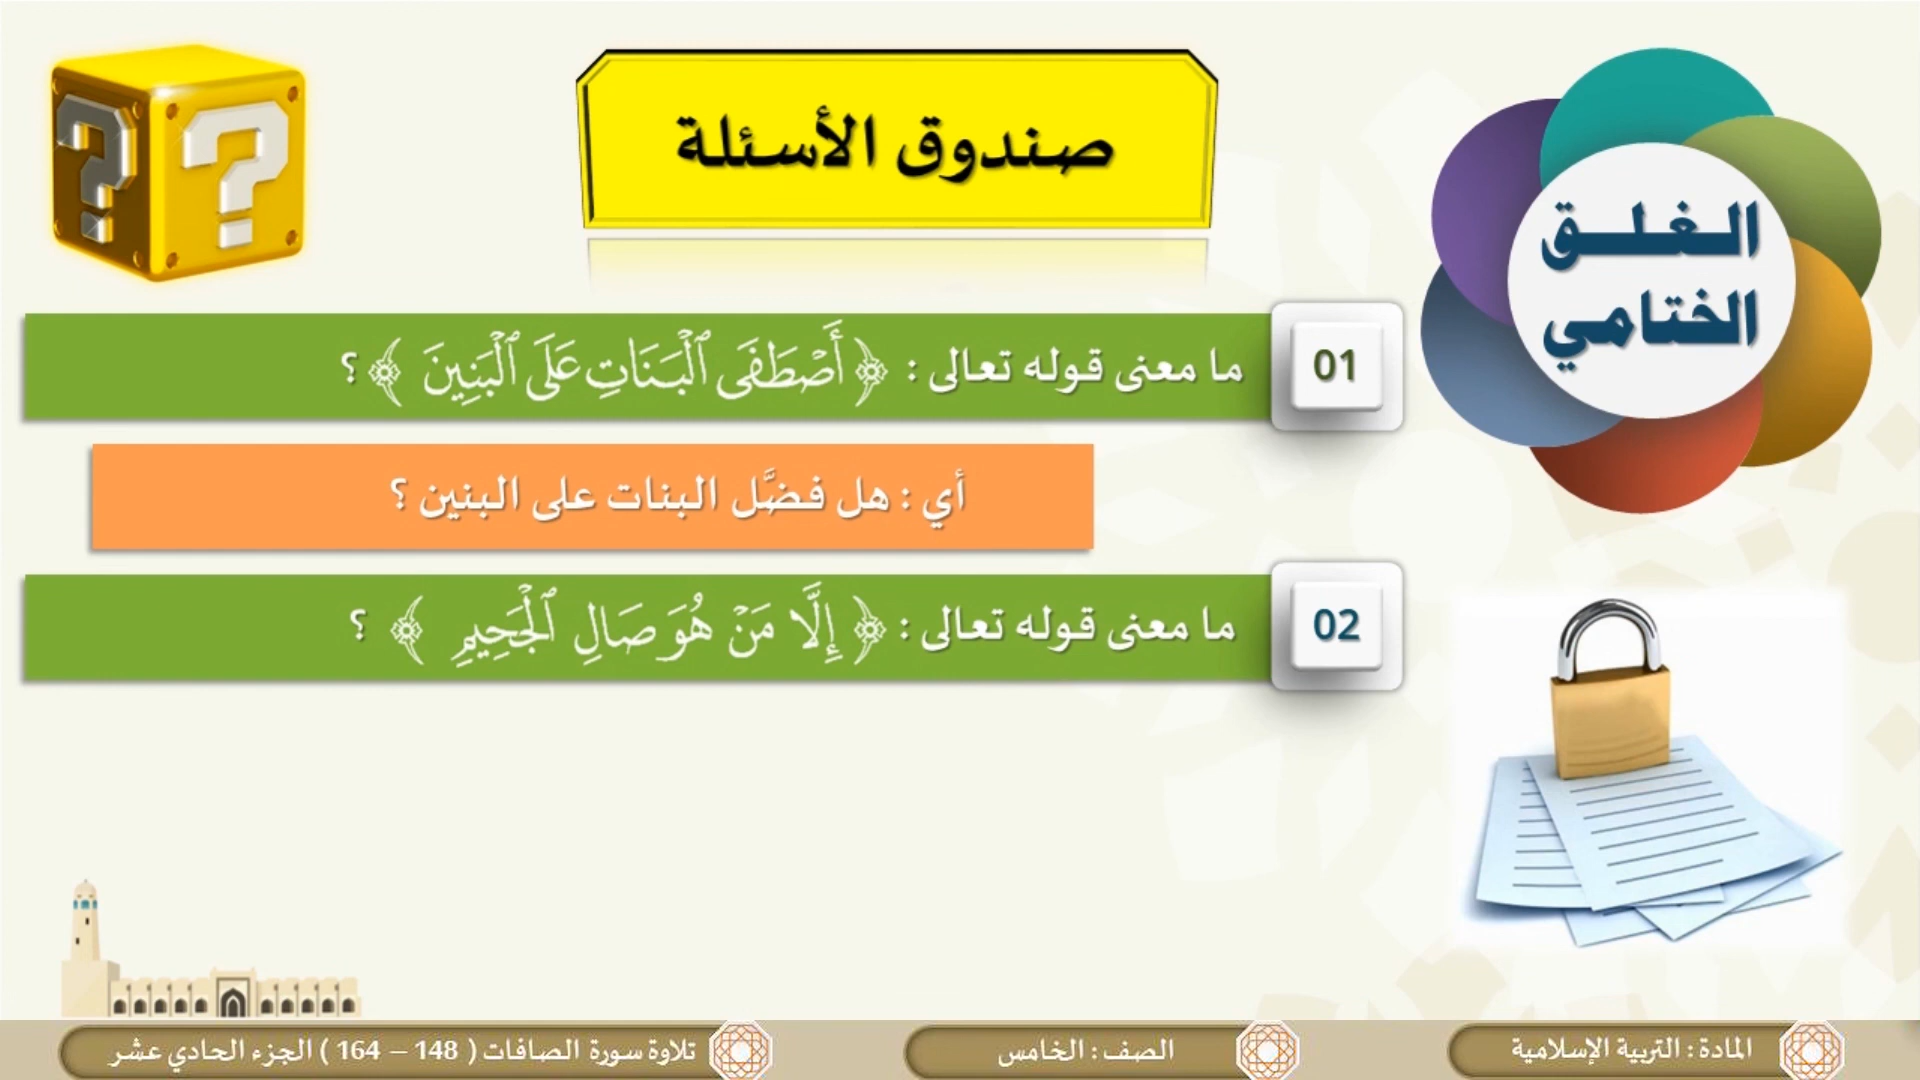 صندوق الأسئلة
الغلق
الختامي
01
ما معنى قوله تعالى : ﴿ أَصْطَفَى ٱلْبَنَاتِ عَلَى ٱلْبَنِينَ ﴾ ؟
أي : هل فضَّل البنات على البنين ؟
02
ما معنى قوله تعالى : ﴿ إِلَّا مَنْ هُوَ صَالِ ٱلْجَحِيمِ ﴾ ؟
المادة : التربية الإسلامية
الصف : الخامس
تلاوة سورة الصافات ( 148 – 164 ) الجزء الحادي عشر